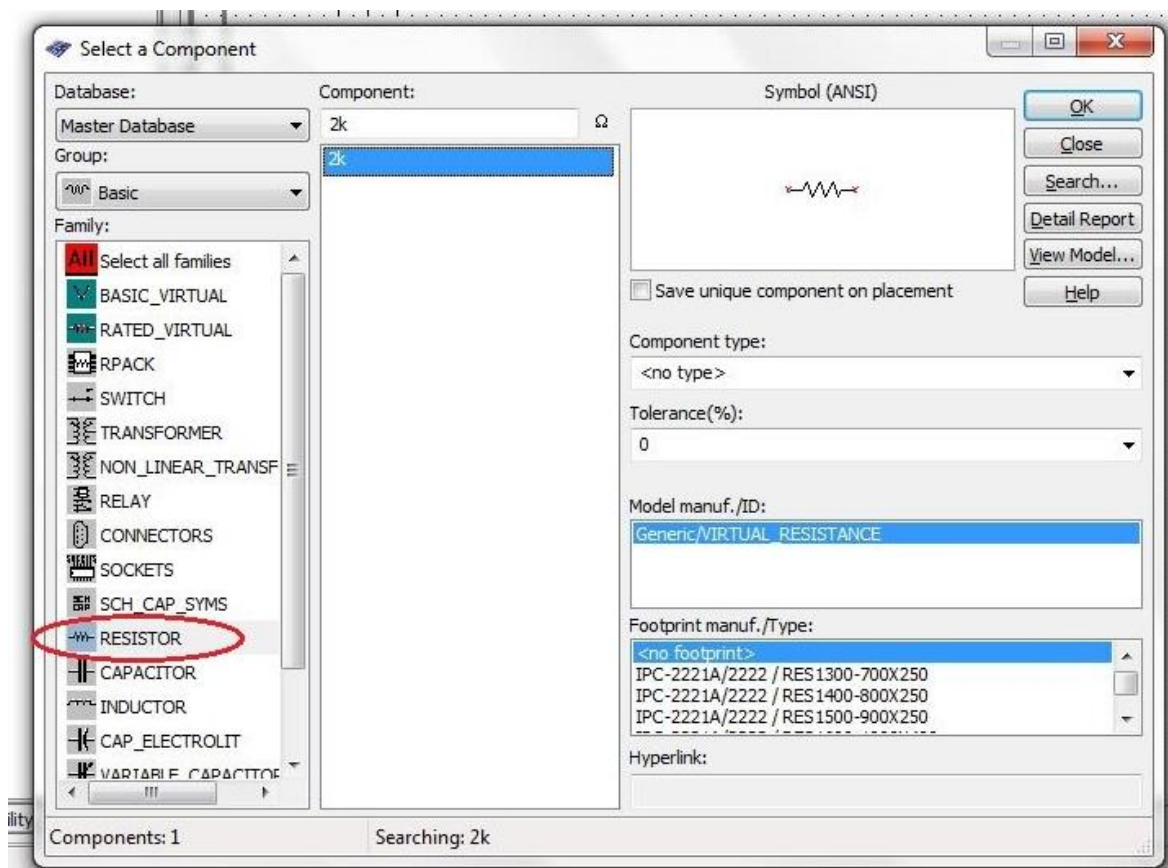 Select a Component
Database:
Master Database
Group:
Basic
Family:
All Select all families
BASIC_VIRTUAL
RATED_VIRTUAL
RPACK
SWITCH
TRANSFORMER
NON_LINEAR_TRANSF
RELAY
CONNECTORS
SOCKETS
SCH_CAP_SYMS
RESISTOR
CAPACITOR
INDUCTOR
CAP_ELECTROLIT
VARIABLE_CAPACITOR
Component:
2k Ω
2k
Symbol (ANSI)
OK
Close
Search...
Detail Report
View Model...
Help
Save unique component on placement
Component type:
<no type>
Tolerance(%):
0
Model manuf./ID:
Generic/VIRTUAL_RESISTANCE
Footprint manuf./Type:
<no footprint>
IPC-2221A/2222 / RES1300-700X250
IPC-2221A/2222 / RES1400-800X250
IPC-2221A/2222 / RES1500-900X250
Hyperlink:
ility
Components: 1
Searching: 2k